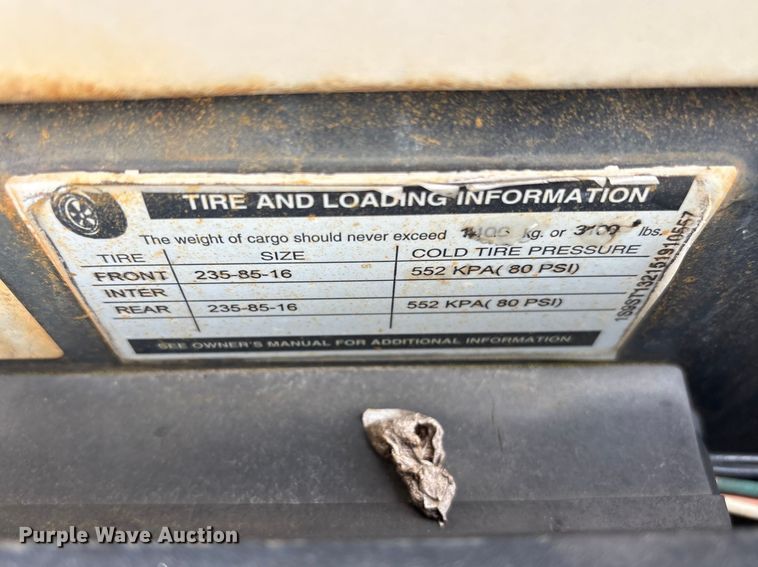 TIRE AND LOADING INFORMATION
The weight of cargo should never exceed kg. or 3100 lbs.
TIRE SIZE COLD TIRE PRESSURE
FRONT 235-85-16 552 KPA( 80 PSI)
INTER
REAR 235-85-16 552 KPA( 80 PSI)
SEE OWNER'S MANUAL FOR ADDITIONAL INFORMATION
Purple Wave Auction